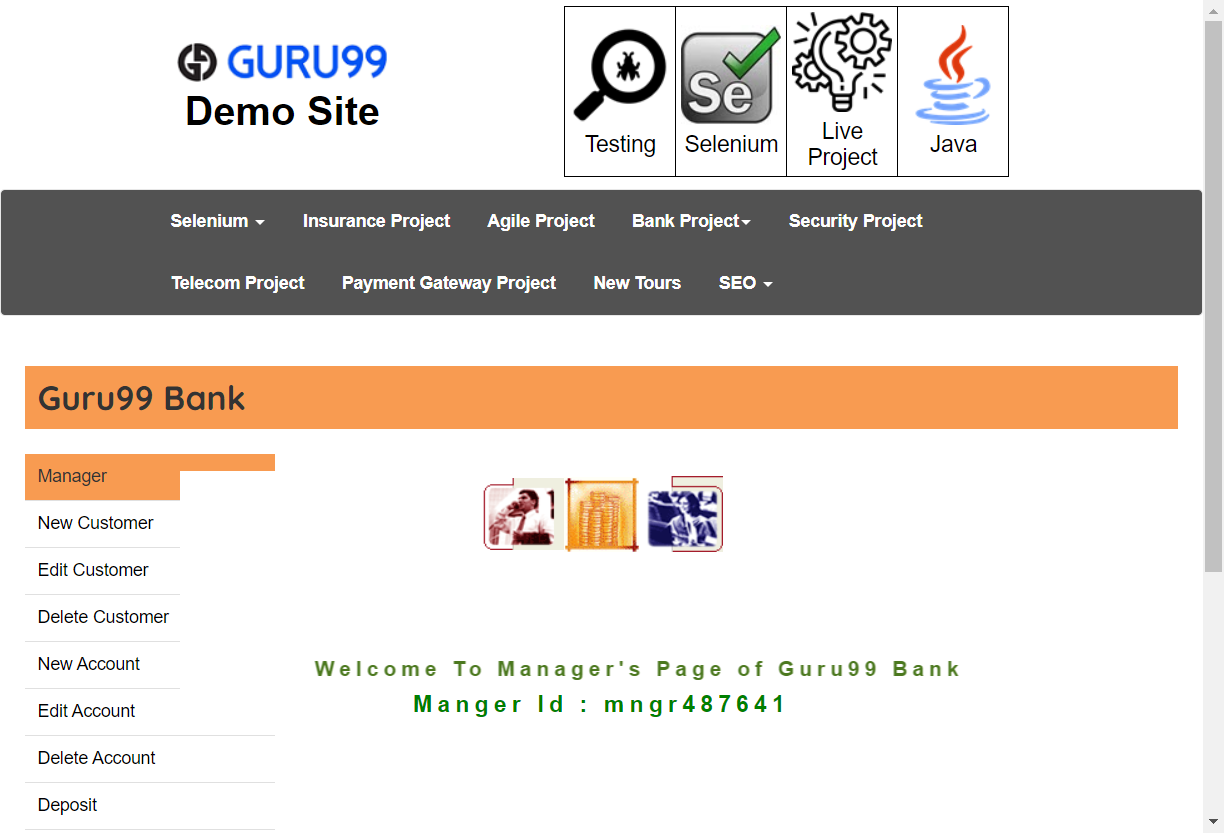 GURU99
Demo Site
Testing
Se
Selenium
Live
Project
Java
Selenium
Insurance Project
Agile Project
Bank Project
Security Project
Telecom Project
Payment Gateway Project
New Tours
SEO
Guru99 Bank
Manager
New Customer
Edit Customer
Delete Customer
New Account
Edit Account
Delete Account
Deposit
Welcome To Manager's Page of Guru99 Bank
Manger Id : mngr487641